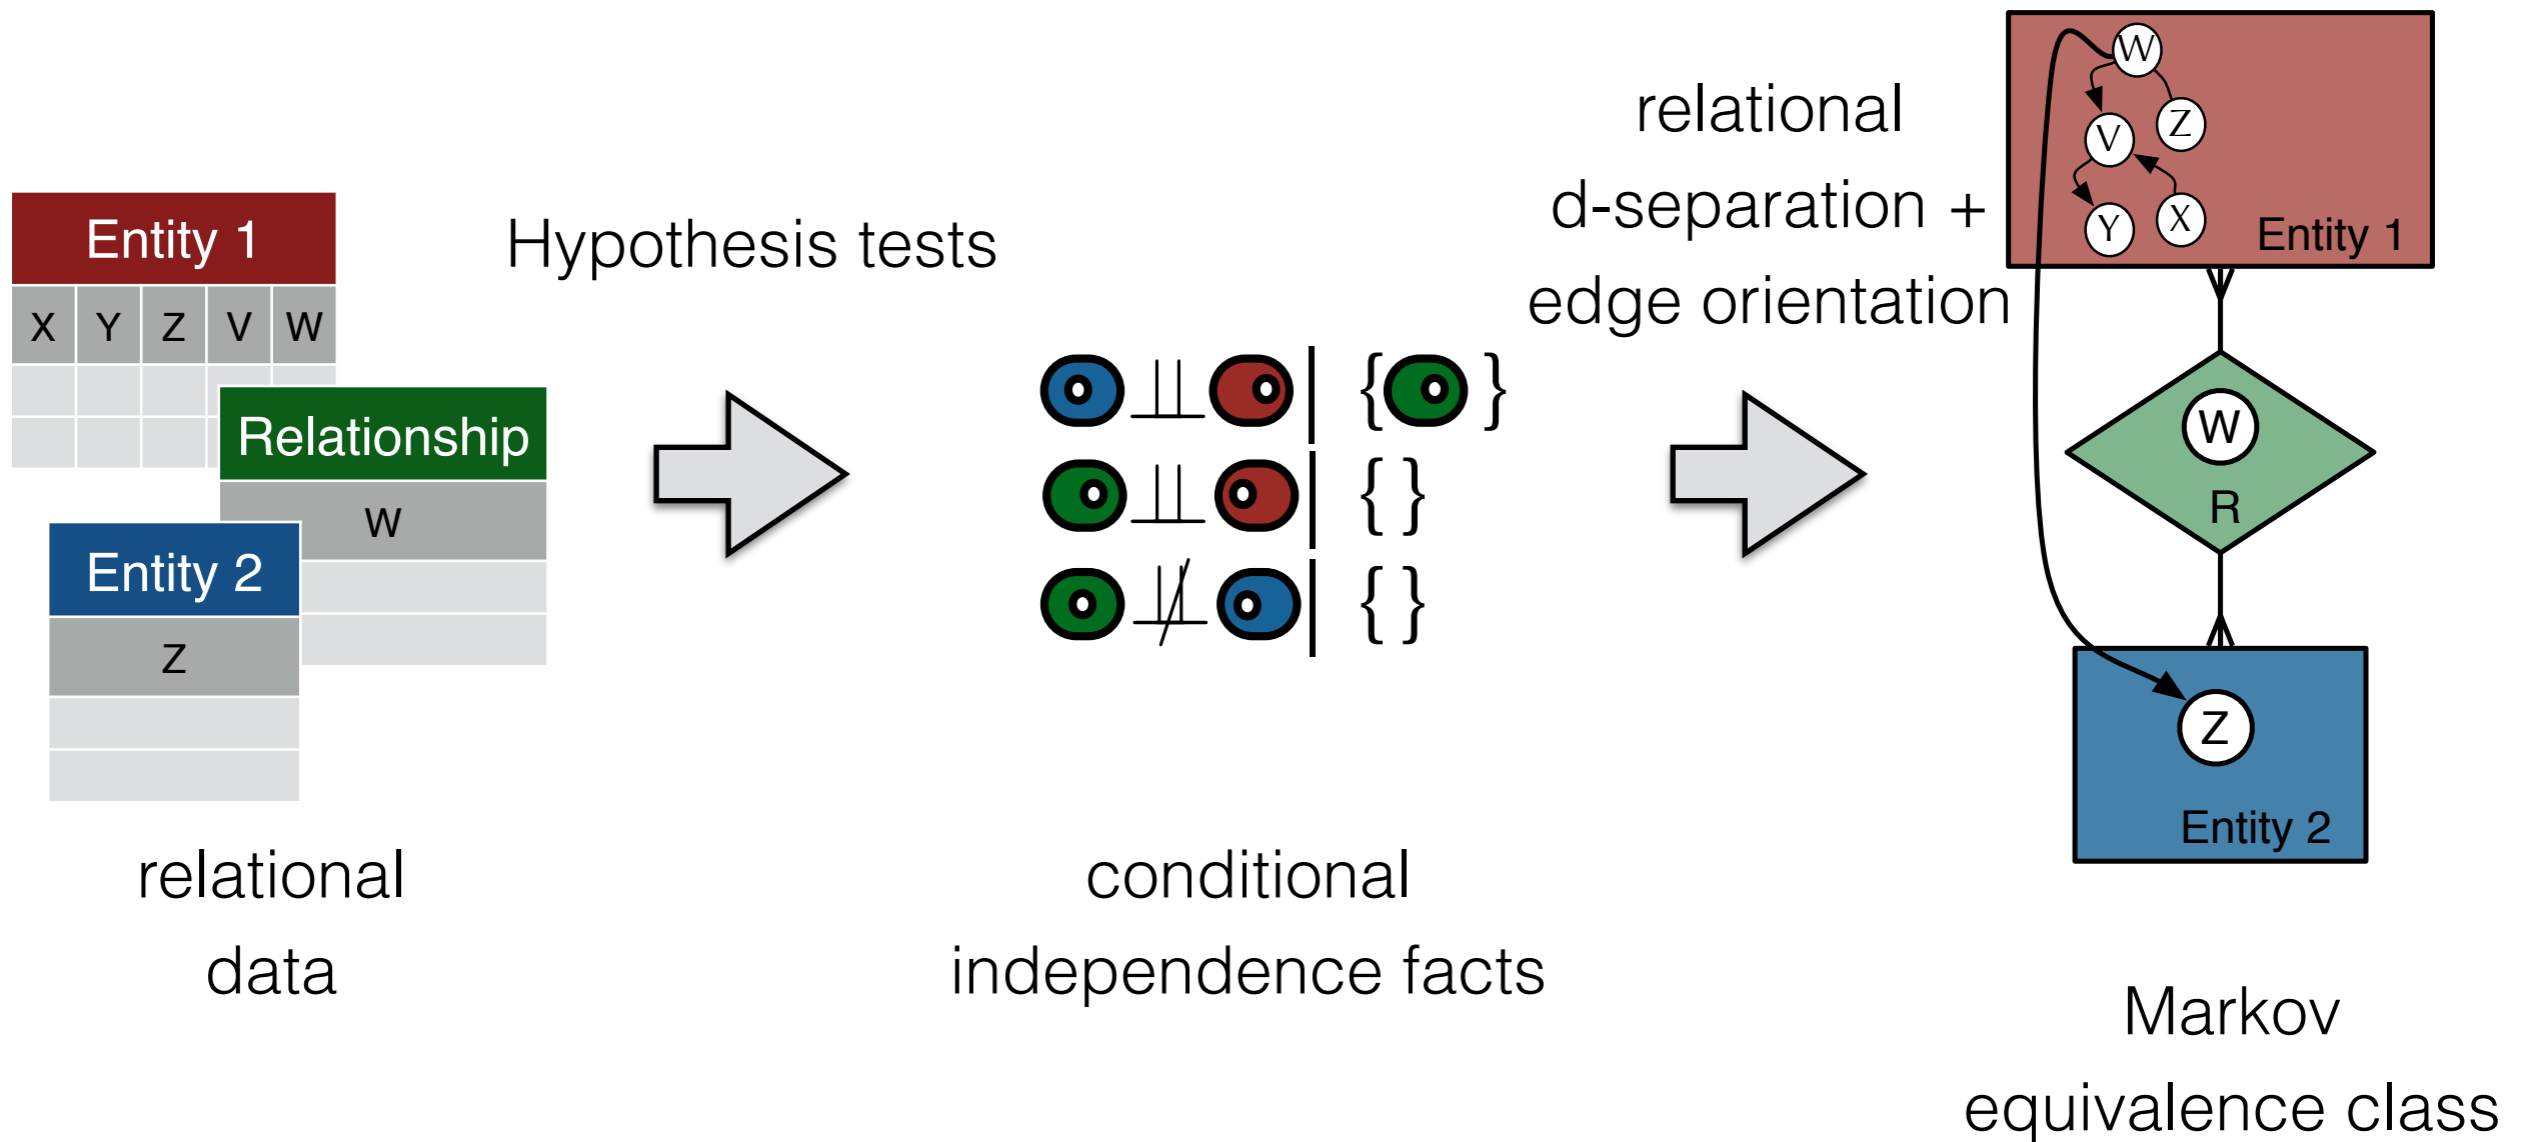 Entity 1
X Y Z V W
Relationship
W
Entity 2
Z
relational
data
Hypothesis tests
{ }
{ }
{ }
conditional
independence facts
relational
d-separation +
edge orientation
W
Z
V
X
Y
Entity 1
W
R
Z
Entity 2
Markov
equivalence class